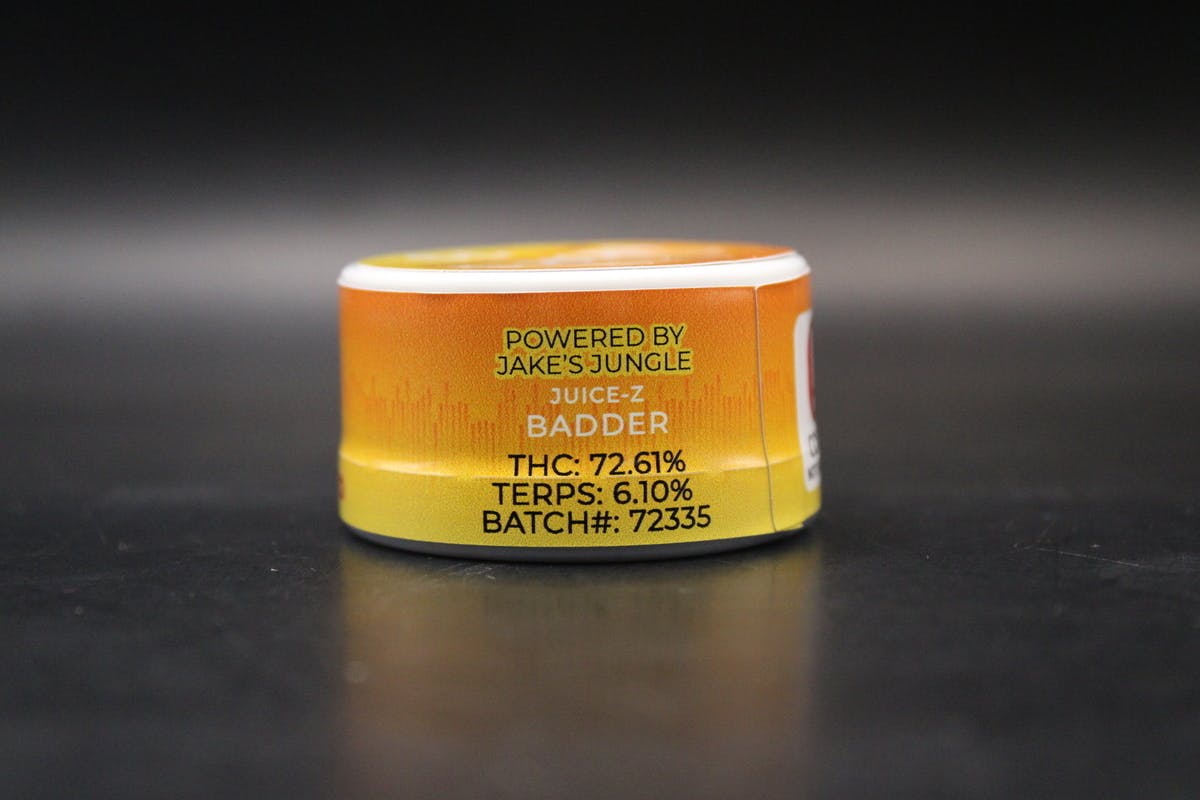 POWERED BY
JAKE'S JUNGLE
JUICE-Z
BADDER
THC: 72.61%
TERPS: 6.10%
BATCH#: 72335